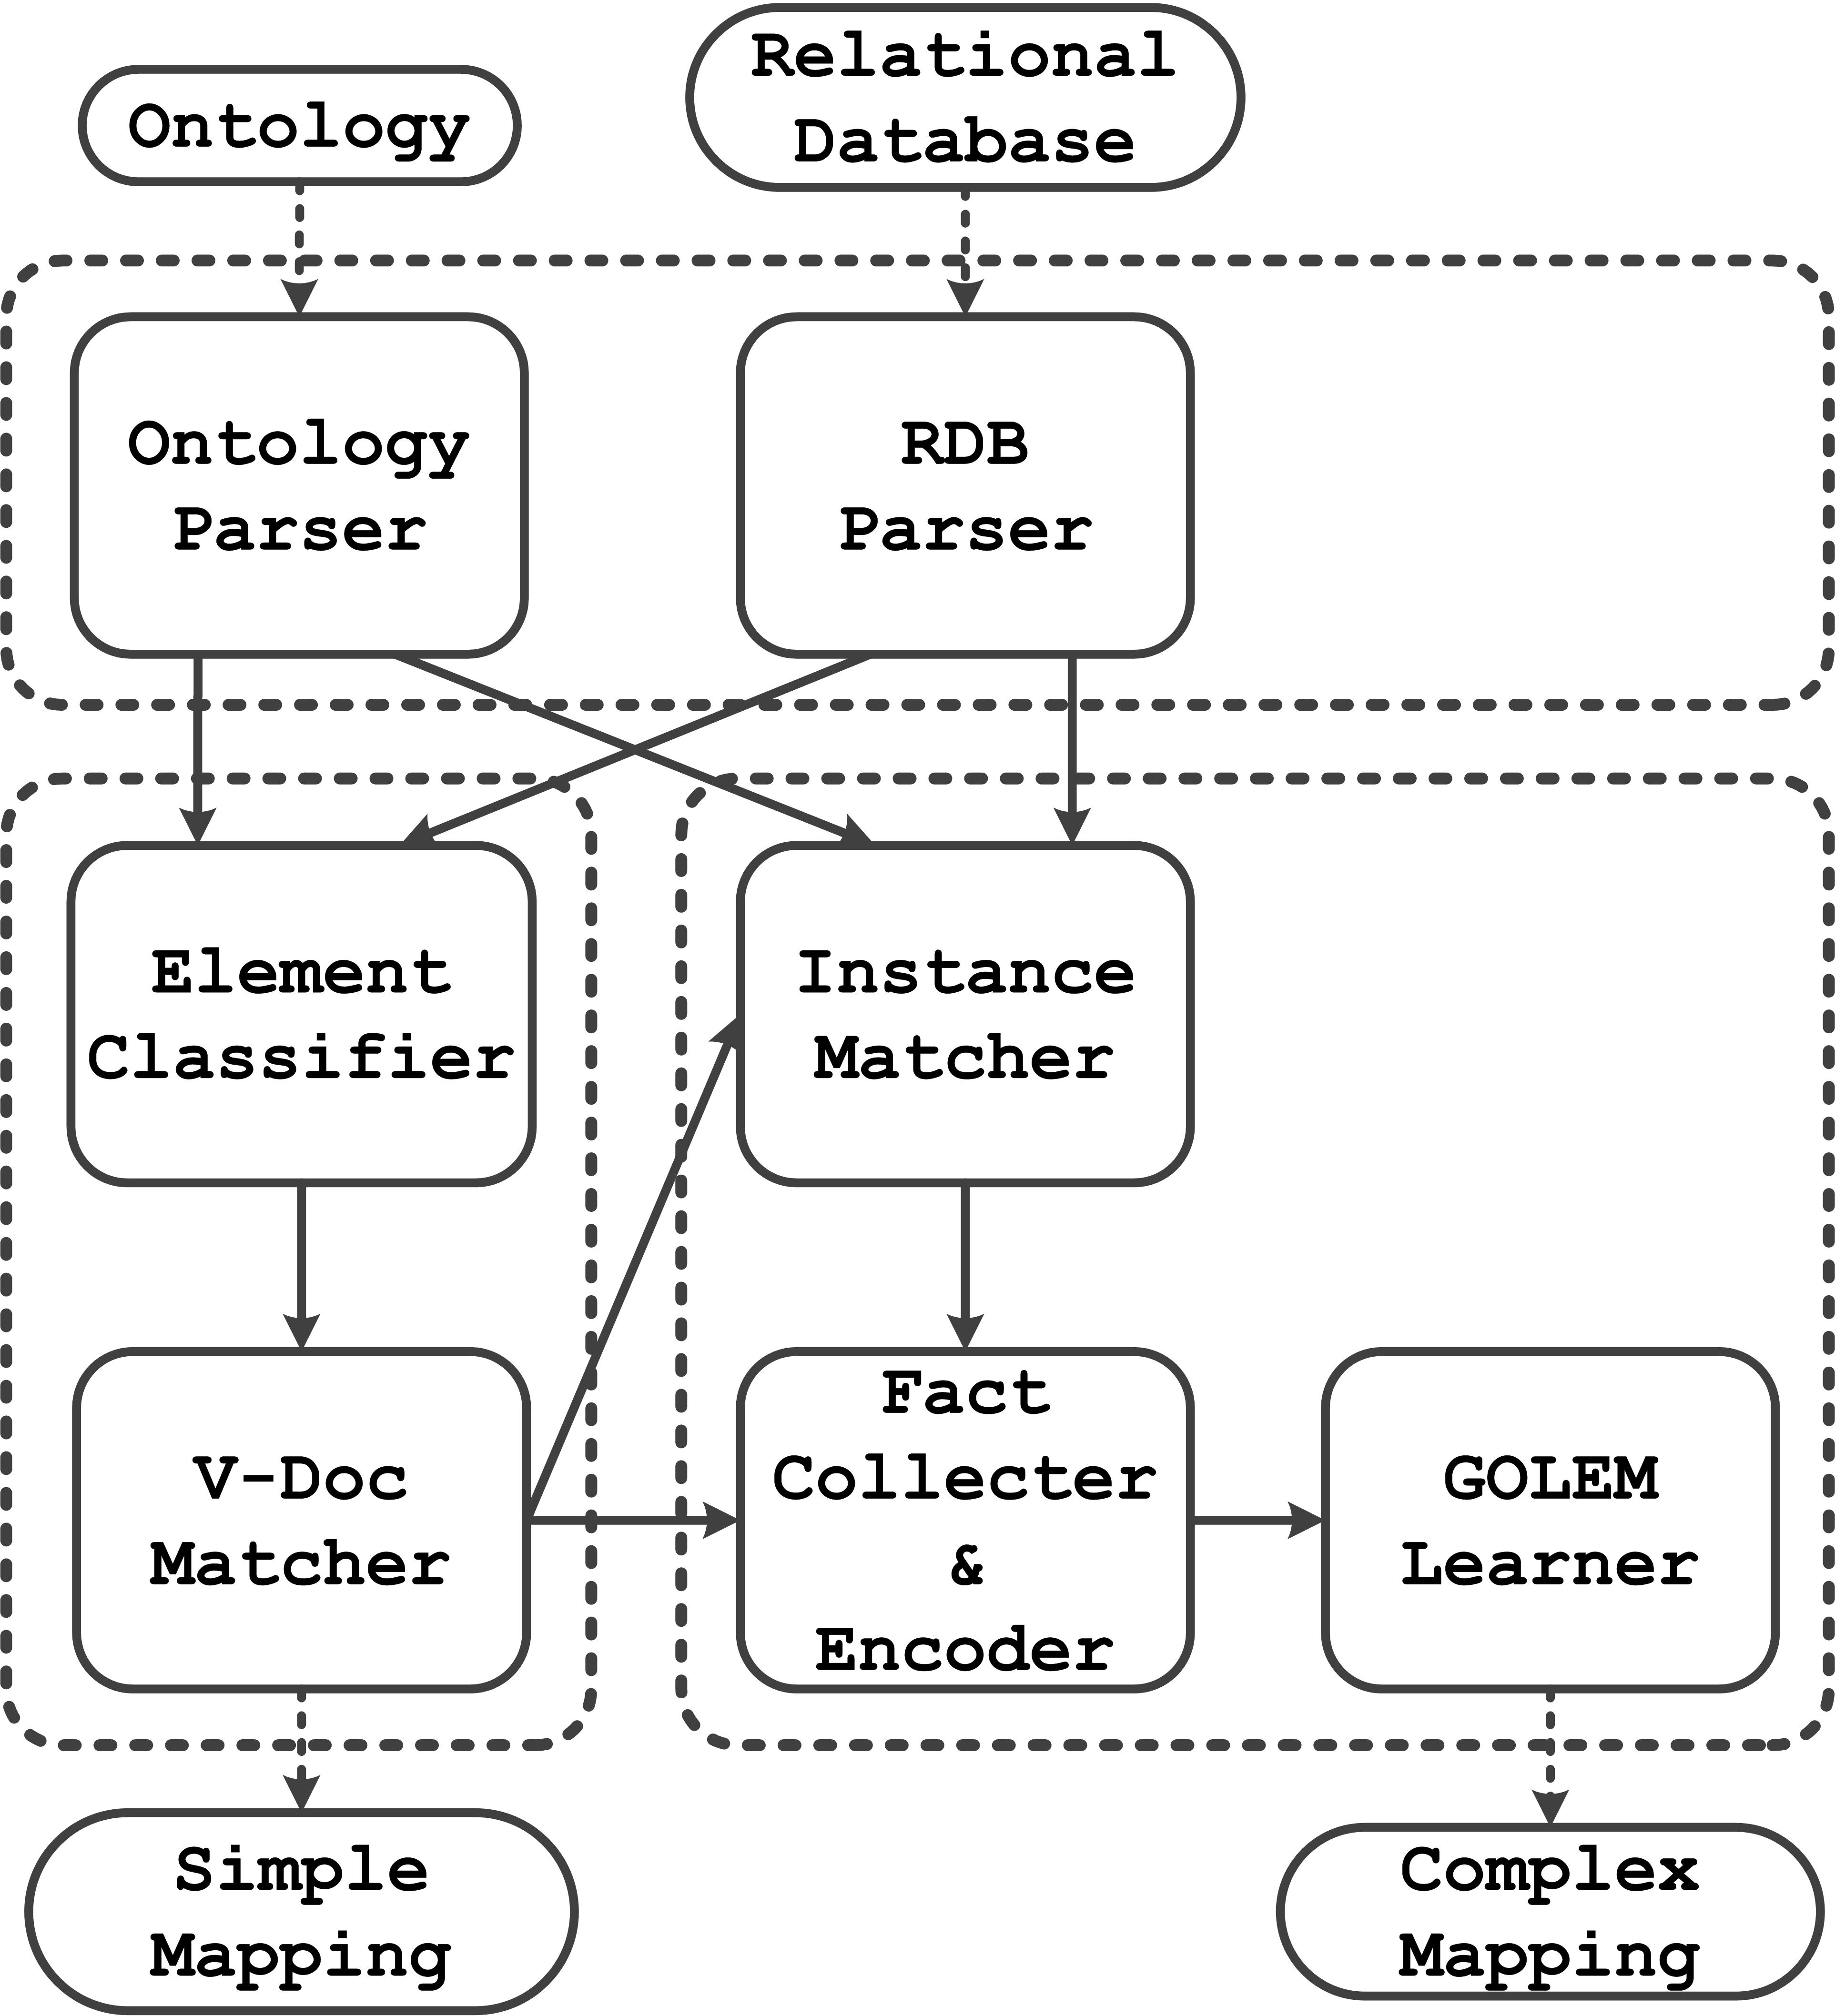 Ontology
Relational
Database
Ontology
Parser
RDB
Parser
Element
Classifier
Instance
Matcher
V-Doc
Matcher
Fact
Collecter
&
Encoder
GOLEM
Learner
Simple
Mapping
Complex
Mapping